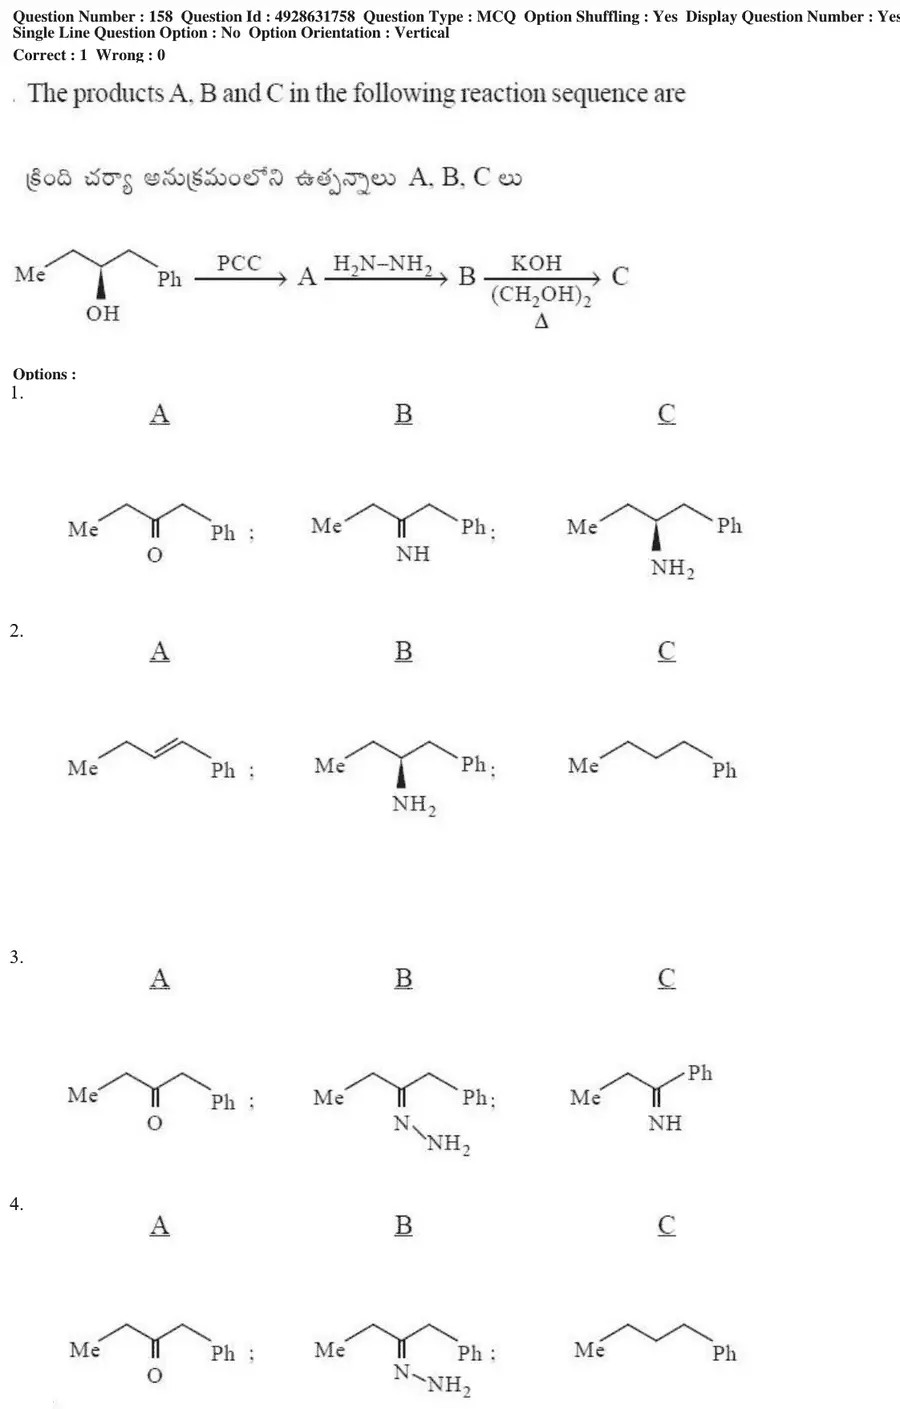 Question Number : 158 Question Id : 4928631758 Question Type : MCQ Option Shuffling : Yes Display Question Number : Yes
Single Line Question Option : No Option Orientation : Vertical
Correct : 1 Wrong : 0
The products A, B and C in the following reaction sequence are
క్రింది చర్యా అనుక్రమంలోని ఉత్పన్నాలు A, B, C లు
Me Ph OH PCC A H₂N–NH₂ B KOH (CH₂OH)₂ Δ C
Options :
1.
A B C
Me O Ph ; Me NH Ph ; Me NH₂ Ph
2.
A B C
Me Ph ; Me NH₂ Ph ; Me Ph
3.
A B C
Me O Ph ; Me N NH₂ Ph ; Me NH Ph
4.
A B C
Me O Ph ; Me N NH₂ Ph ; Me Ph